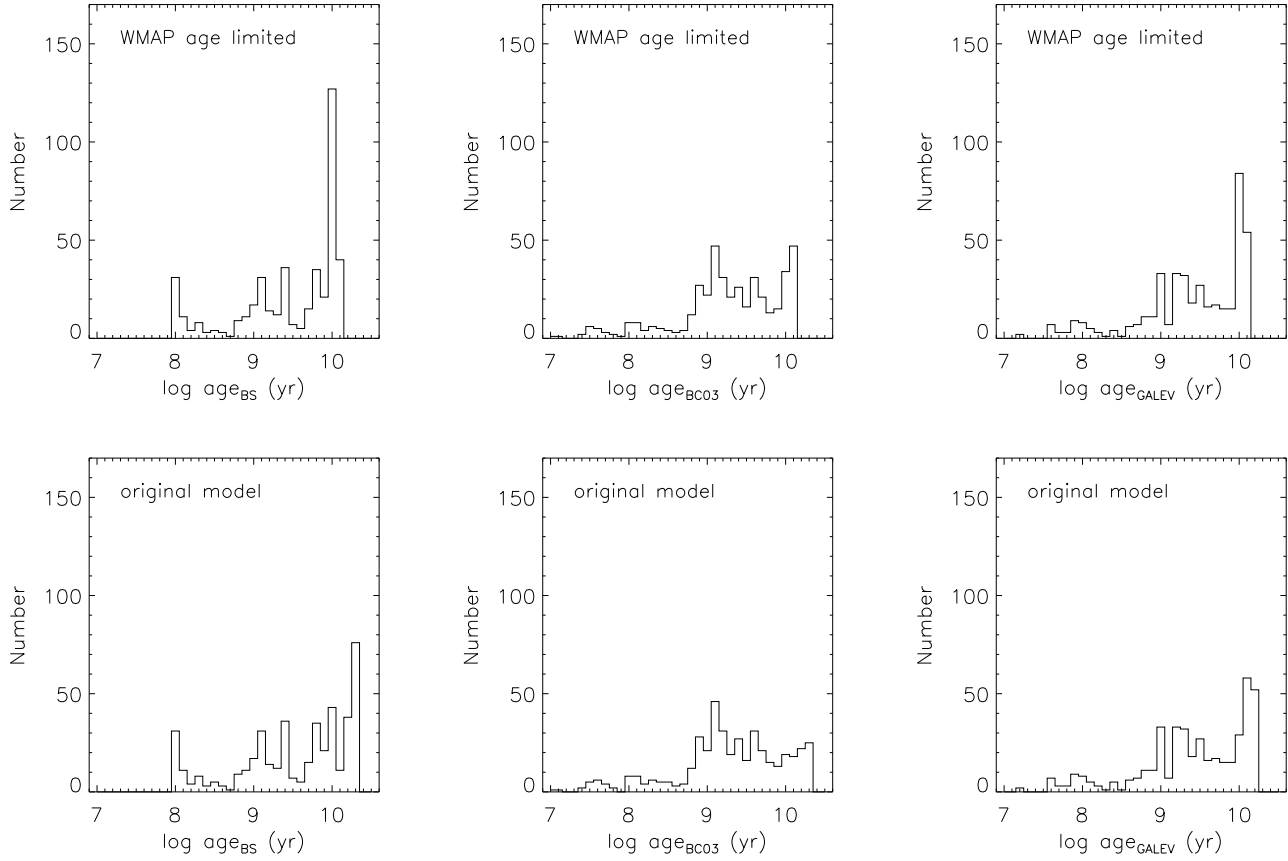 WMAP age limited
150
100
50
0
Number
7 8 9 10
log age_BS (yr)
WMAP age limited
150
100
50
0
Number
7 8 9 10
log age_BC03 (yr)
WMAP age limited
150
100
50
0
Number
7 8 9 10
log age_GALEV (yr)
original model
150
100
50
0
Number
7 8 9 10
log age_BS (yr)
original model
150
100
50
0
Number
7 8 9 10
log age_BC03 (yr)
original model
150
100
50
0
Number
7 8 9 10
log age_GALEV (yr)